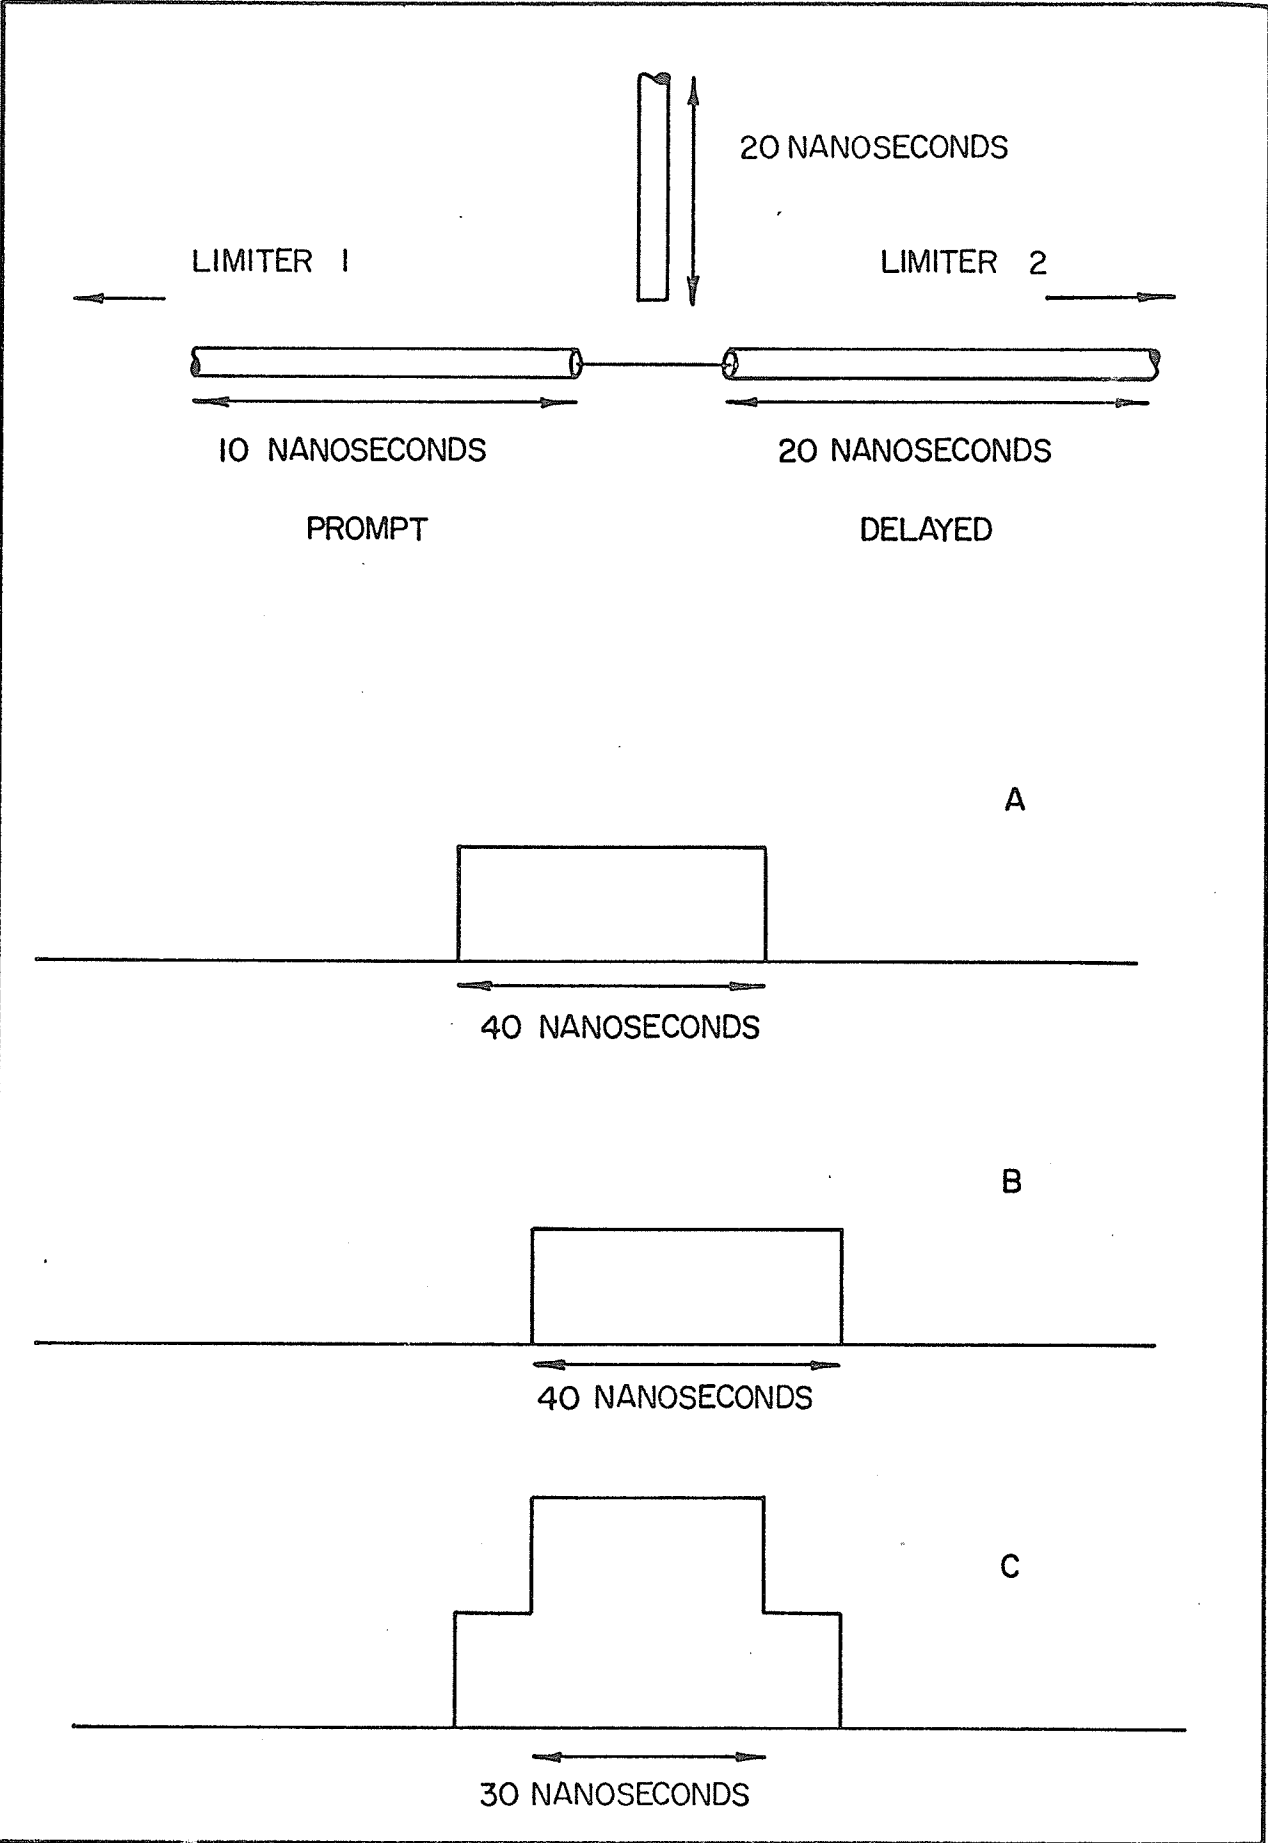 20 NANOSECONDS
LIMITER 1
LIMITER 2
10 NANOSECONDS
20 NANOSECONDS
PROMPT
DELAYED
A
40 NANOSECONDS
B
40 NANOSECONDS
C
30 NANOSECONDS